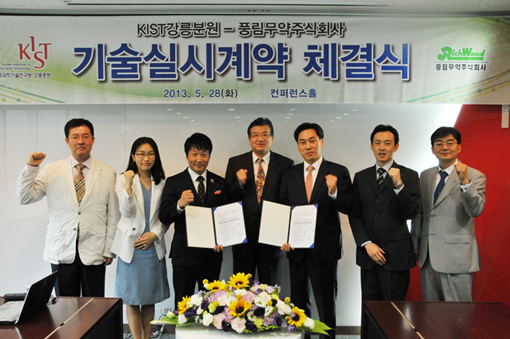 KIST강릉분원 - 풍림무약주식회사
기술실시계약 체결식
2013. 5. 28(화) 컨퍼런스홀
KIST
RichWood
풍림무약주식회사